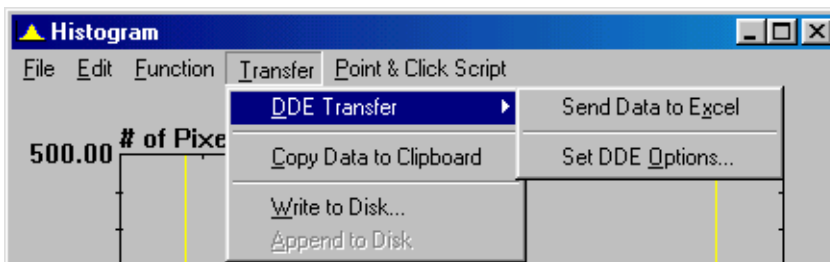 Histogram
File Edit Function Transfer Point & Click Script
DDE Transfer
Send Data to Excel
# of Pixe
500.00
Copy Data to Clipboard
Set DDE Options...
Write to Disk...
Append to Disk